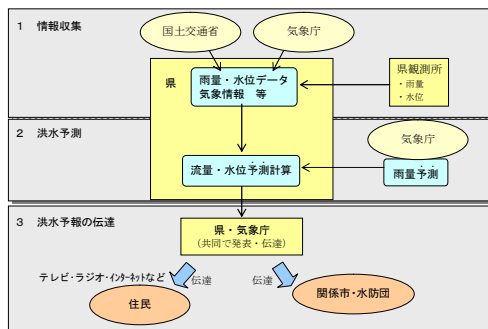 1 情報収集
国土交通省
気象庁
県
雨量・水位データ
気象情報 等
県観測所
・雨量
・水位
2 洪水予測
気象庁
流量・水位予測計算
雨量予測
3 洪水予報の伝達
県・気象庁
(共同で発表・伝達)
テレビ・ラジオ・インターネットなど
伝達
伝達
住民
関係市・水防団